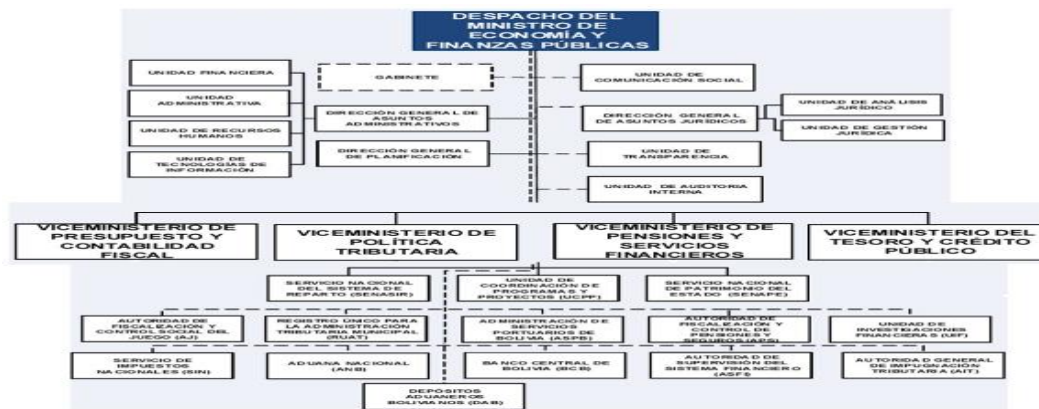 DESPACHO DEL
MINISTRO DE
ECONOMÍA Y
FINANZAS PÚBLICAS
UNIDAD FINANCIERA
GABINETE
UNIDAD DE
COMUNICACIÓN SOCIAL
UNIDAD
ADMINISTRATIVA
DIRECCIÓN GENERAL DE
ASUNTOS
ADMINISTRATIVOS
DIRECCIÓN GENERAL
DE ASUNTOS JURÍDICOS
UNIDAD DE ANÁLISIS
JURÍDICO
UNIDAD DE RECURSOS
HUMANOS
UNIDAD DE GESTIÓN
JURÍDICA
UNIDAD DE
TECNOLOGÍAS DE
INFORMACIÓN
DIRECCIÓN GENERAL
DE PLANIFICACIÓN
UNIDAD DE
TRANSPARENCIA
UNIDAD DE AUDITORIA
INTERNA
VICEMINISTERIO DE
PRESUPUESTO Y
CONTABILIDAD
FISCAL
VICEMINISTERIO DE
POLÍTICA
TRIBUTARIA
VICEMINISTERIO DE
PENSIONES Y
SERVICIOS
FINANCIEROS
VICEMINISTERIO DEL
TESORO Y CRÉDITO
PÚBLICO
SERVICIO NACIONAL
DEL SISTEMA DE
REPARTO (SENASIR)
UNIDAD DE
COORDINACIÓN DE
PROGRAMAS Y
PROYECTOS (UCPP)
SERVICIO NACIONAL
DE PATRIMONIO DEL
ESTADO (SENAPE)
AUTORIDAD DE
FISCALIZACIÓN Y
CONTROL SOCIAL DEL
JUEGO (AJ)
REGISTRO ÚNICO PARA
LA ADMINISTRACIÓN
TRIBUTARIA MUNICIPAL
(RUAT)
ADMINISTRACIÓN DE
SERVICIOS
PORTUARIOS DE
BOLIVIA (ASPB)
AUTORIDAD DE
FISCALIZACIÓN Y
CONTROL DE
PENSIONES Y
SEGUROS (APS)
UNIDAD DE
INVESTIGACIONES
FINANCIERAS (UIF)
SERVICIO DE
IMPUESTOS
NACIONALES (SIN)
ADUANA NACIONAL
(ANB)
BANCO CENTRAL DE
BOLIVIA (BCB)
AUTORIDAD DE
SUPERVISIÓN DEL
SISTEMA FINANCIERO
(ASFI)
AUTORIDAD GENERAL
DE IMPUGNACIÓN
TRIBUTARIA (AIT)
DEPÓSITOS
ADUANEROS
BOLIVIANOS (DAB)